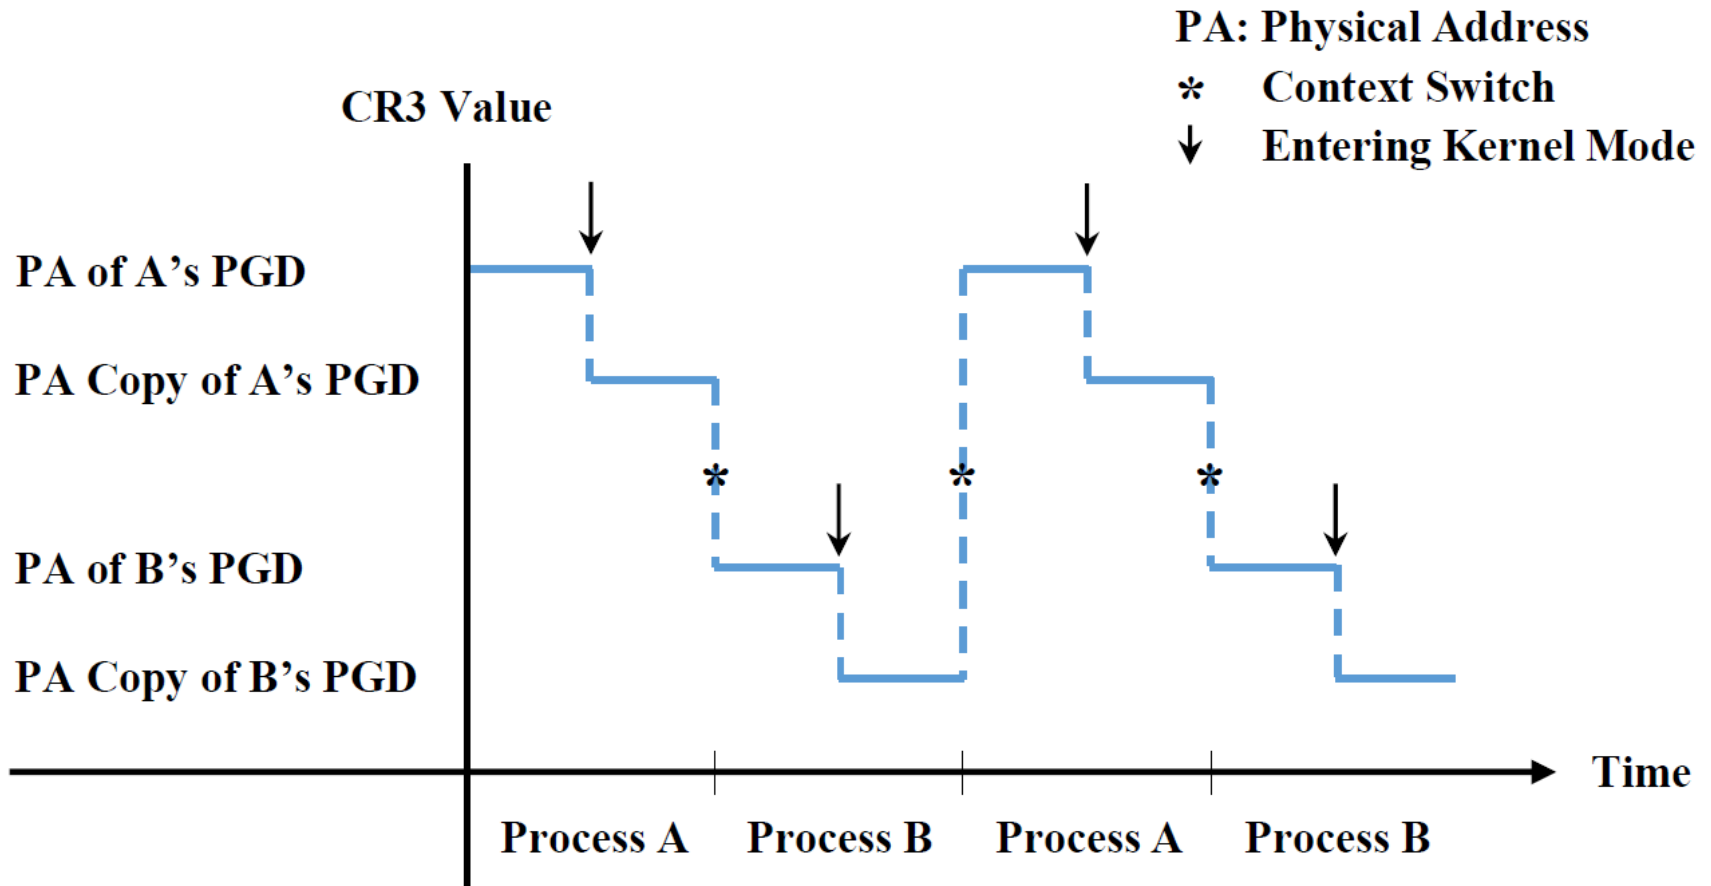 PA: Physical Address
* Context Switch
Entering Kernel Mode
CR3 Value
PA of A’s PGD
PA Copy of A’s PGD
* * *
PA of B’s PGD
PA Copy of B’s PGD
Time
Process A Process B Process A Process B